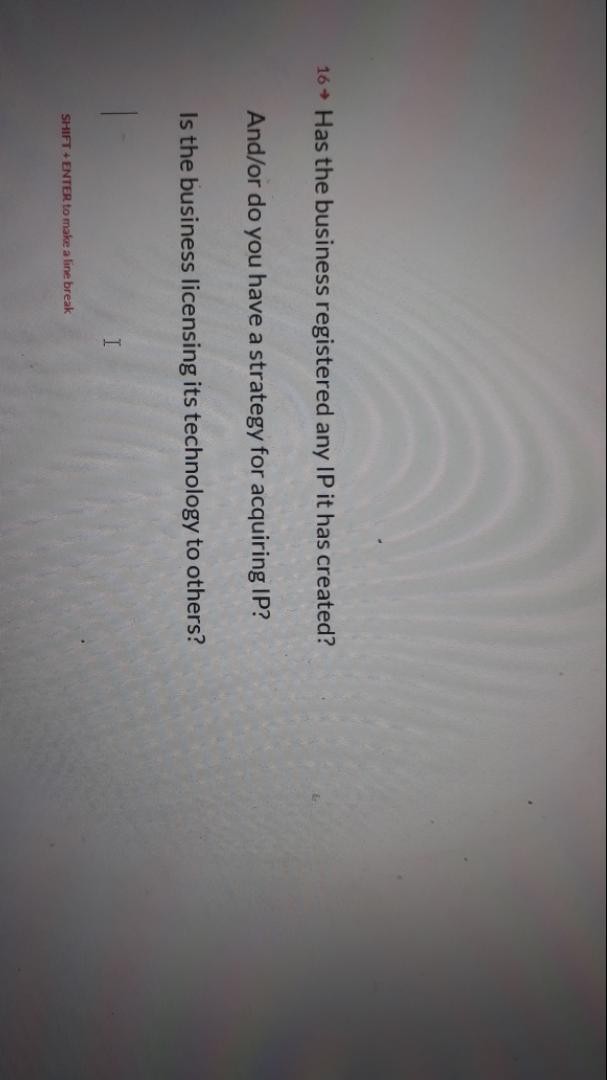 16→ Has the business registered any IP it has created?
And/or do you have a strategy for acquiring IP?
Is the business licensing its technology to others?
SHIFT + ENTER to make a line break